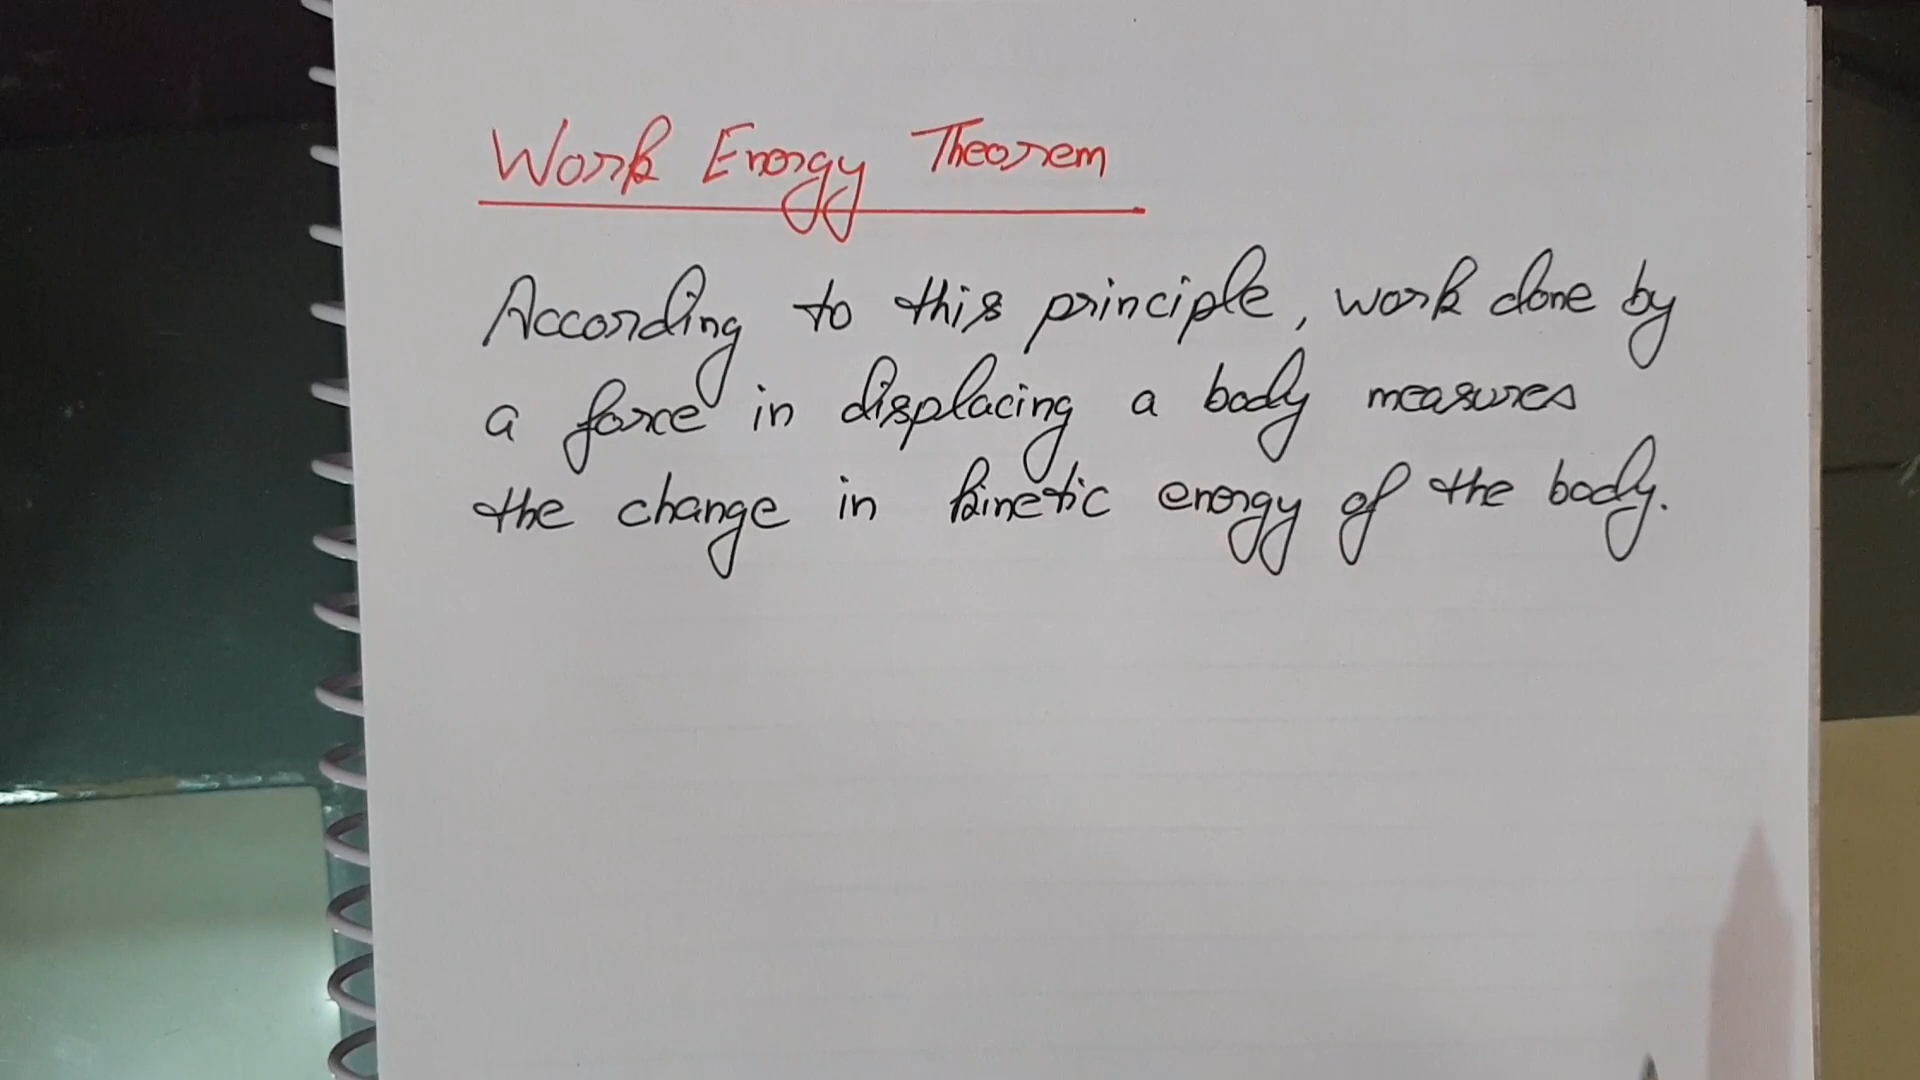 Work Energy Theorem
According to this principle, work done by
a force in displacing a body measures
the change in kinetic energy of the body.